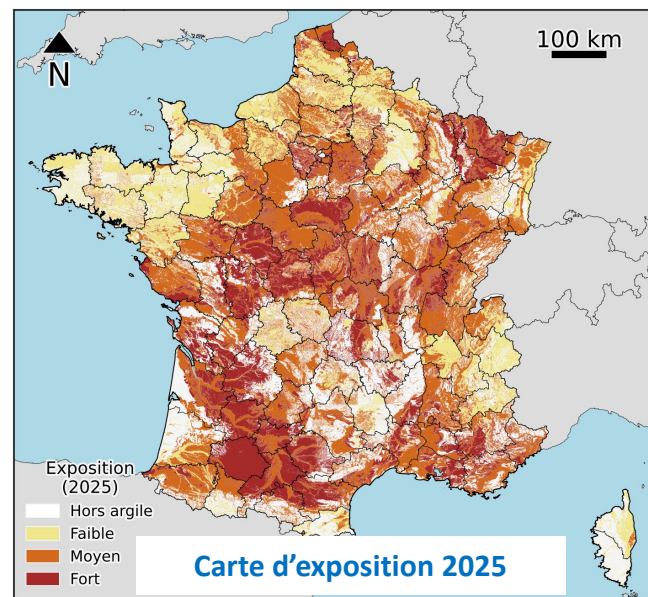 100 km
N
Exposition
(2025)
Hors argile
Faible
Moyen
Fort
Carte d'exposition 2025